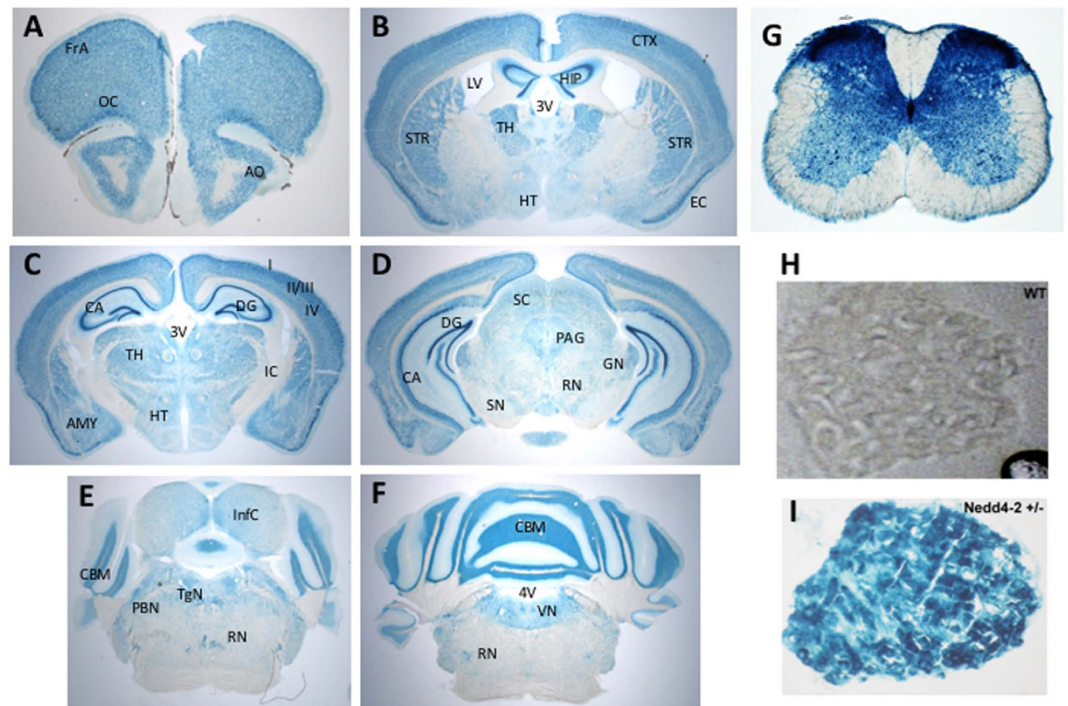 A
FrA
OC
AO
B
CTX
LV
HIP
3V
TH
STR
STR
HT
EC
G
C
I
II/III
IV
CA
DG
3V
TH
IC
AMY
HT
D
SC
DG
PAG
GN
CA
RN
SN
H
WT
E
InfC
CBM
TgN
PBN
RN
F
CBM
4V
VN
RN
I
Nedd4-2 +/-